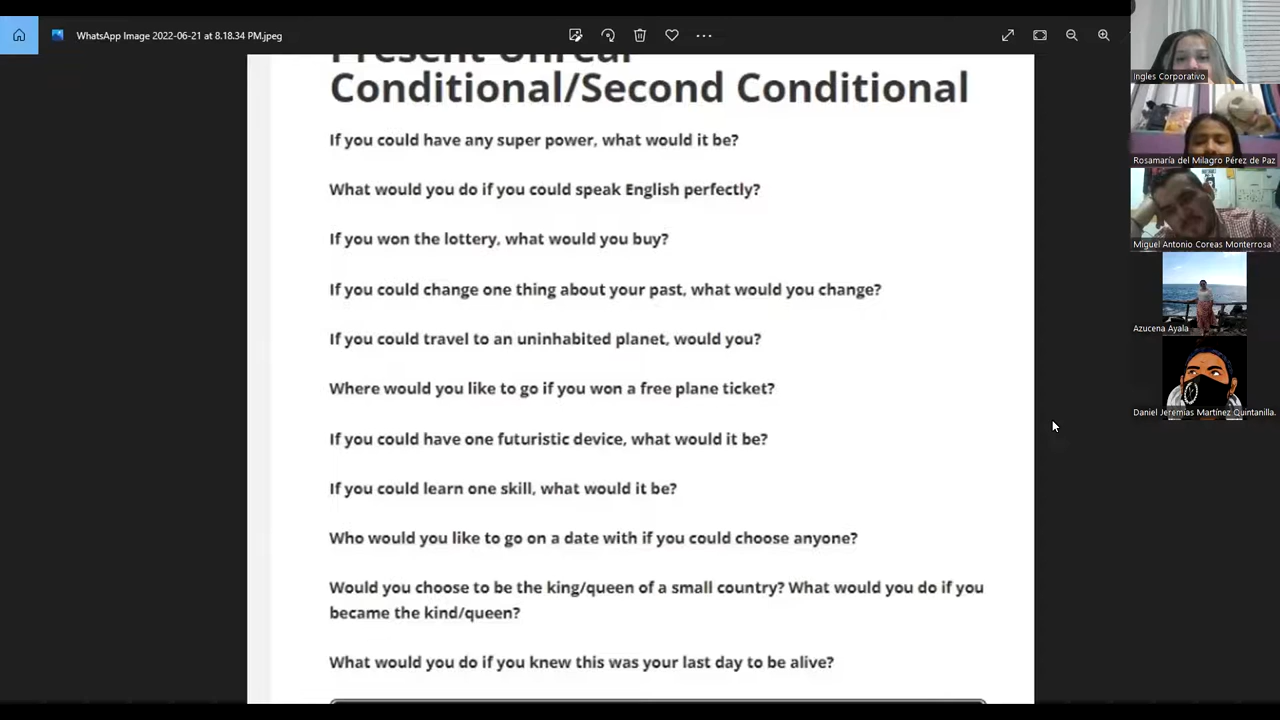 WhatsApp Image 2022-06-21 at 8.18.34 PM.jpeg
Present Unreal
Conditional/Second Conditional
If you could have any super power, what would it be?
What would you do if you could speak English perfectly?
If you won the lottery, what would you buy?
If you could change one thing about your past, what would you change?
If you could travel to an uninhabited planet, would you?
Where would you like to go if you won a free plane ticket?
If you could have one futuristic device, what would it be?
If you could learn one skill, what would it be?
Who would you like to go on a date with if you could choose anyone?
Would you choose to be the king/queen of a small country? What would you do if you
became the kind/queen?
What would you do if you knew this was your last day to be alive?
Ingles Corporativo
Rosamaría del Milagro Pérez de Paz
Miguel Antonio Coreas Monterrosa
Azucena Ayala
Daniel Jeremias Martínez Quintanilla.